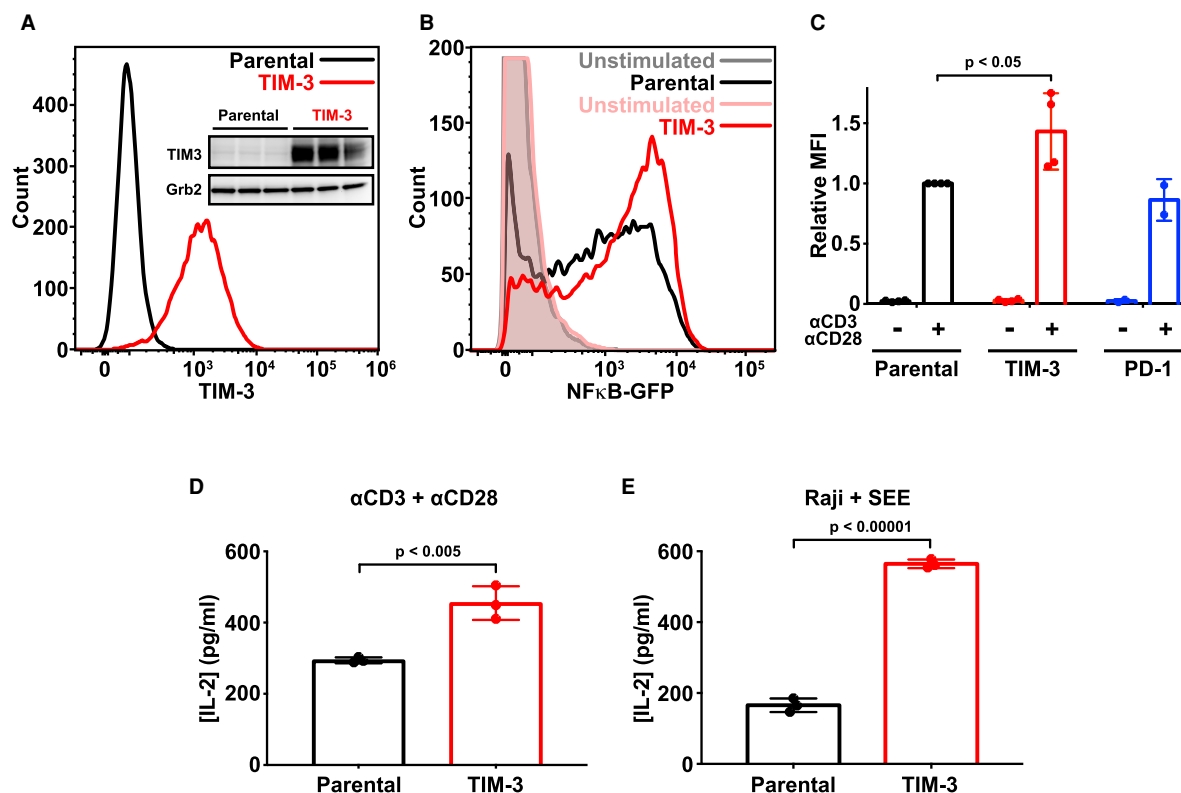 A
Parental
TIM-3
Parental TIM-3
TIM3
Grb2
Count
400
300
200
100
0
0 10³ 10⁴ 10⁵ 10⁶
TIM-3
B
Unstimulated
Parental
Unstimulated
TIM-3
Count
200
150
100
50
0
0 10³ 10⁴ 10⁵
NFκB-GFP
C
p < 0.05
Relative MFI
1.5
1.0
0.5
0
αCD3
αCD28
- + - + - +
Parental TIM-3 PD-1
D
αCD3 + αCD28
p < 0.005
[IL-2] (pg/ml)
600
400
200
0
Parental TIM-3
E
Raji + SEE
p < 0.00001
[IL-2] (pg/ml)
600
400
200
0
Parental TIM-3